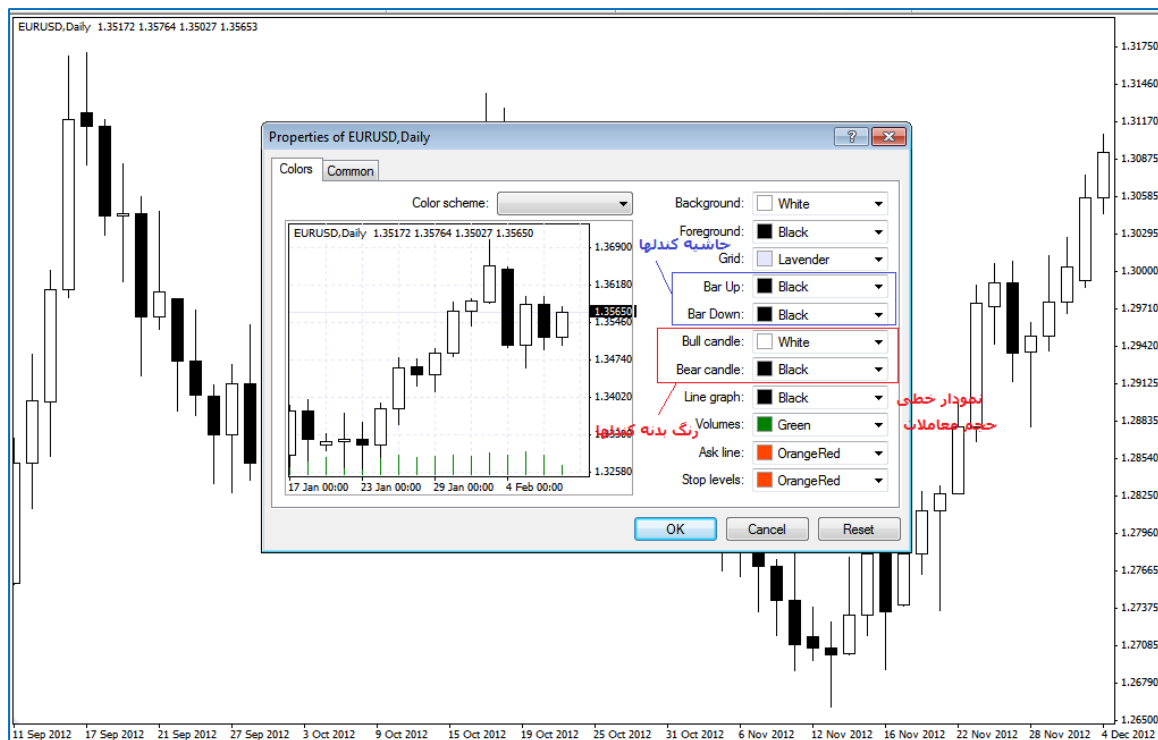 EURUSD,Daily 1.35172 1.35764 1.35027 1.35653
1.31750
1.31460
1.31170
1.30875
1.30585
1.30295
1.30000
1.29710
1.29420
1.29125
1.28835
1.28540
1.28250
1.27960
1.27665
1.27375
1.27085
1.26790
1.26500
Properties of EURUSD,Daily
Colors Common
Color scheme:
EURUSD,Daily 1.35172 1.35764 1.35027 1.35650
1.36900
1.36180
1.35650
1.35460
1.34740
1.34020
1.32580
17 Jan 00:00 23 Jan 00:00 29 Jan 00:00 4 Feb 00:00
Background: White
Foreground: Black
حاشیه کندلها
Grid: Lavender
Bar Up: Black
Bar Down: Black
Bull candle: White
Bear candle: Black
Line graph: Black
نمودار خطی
رنگ بدنه کندلها
Volumes: Green
حجم معاملات
Ask line: OrangeRed
Stop levels: OrangeRed
OK Cancel Reset
11 Sep 2012 17 Sep 2012 21 Sep 2012 27 Sep 2012 3 Oct 2012 9 Oct 2012 15 Oct 2012 19 Oct 2012 25 Oct 2012 31 Oct 2012 6 Nov 2012 12 Nov 2012 16 Nov 2012 22 Nov 2012 28 Nov 2012 4 Dec 2012